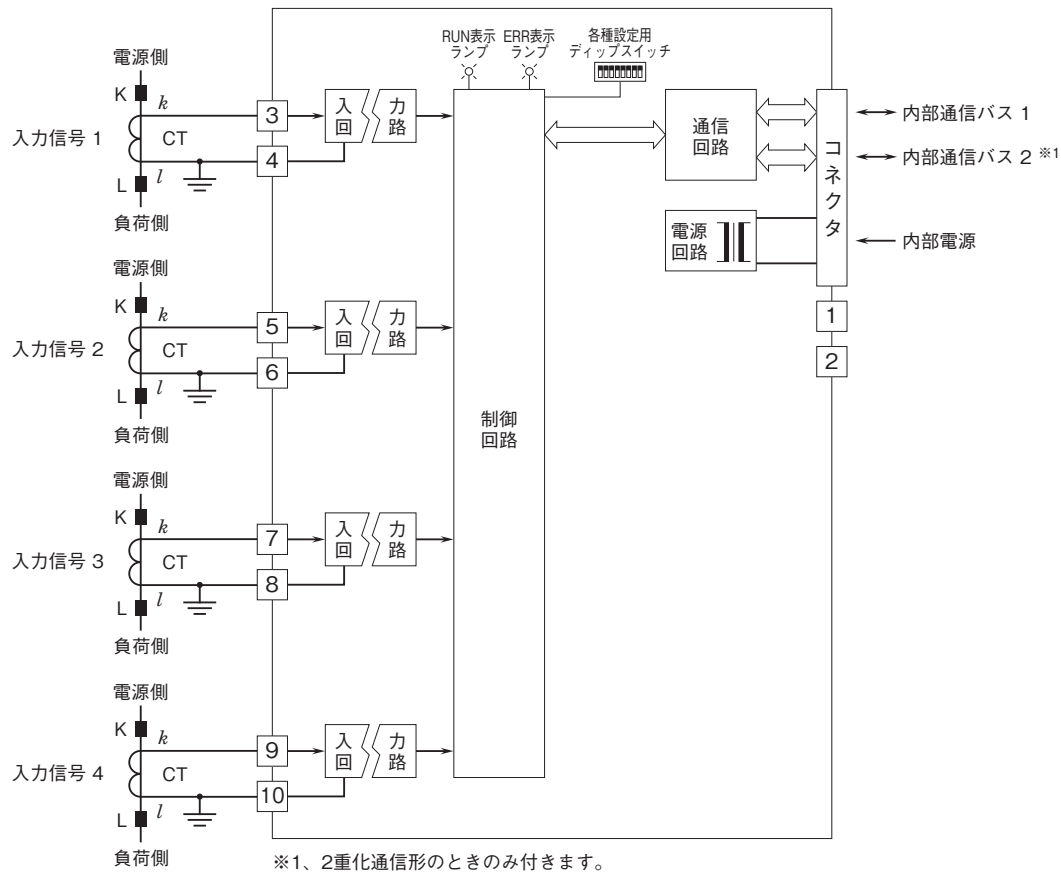 RUN表示
ランプ
ERR表示
ランプ
各種設定用
ディップスイッチ
電源側
K
k
入力信号 1
CT
L
l
負荷側
3
4
入
回
力
路
通信
回路
コネクタ
内部通信バス 1
内部通信バス 2 ※1
電源
回路
内部電源
1
2
電源側
K
k
入力信号 2
CT
L
l
負荷側
5
6
入
回
力
路
制御
回路
電源側
K
k
入力信号 3
CT
L
l
負荷側
7
8
入
回
力
路
電源側
K
k
入力信号 4
CT
L
l
負荷側
9
10
入
回
力
路
※1、2重化通信形のときのみ付きます。